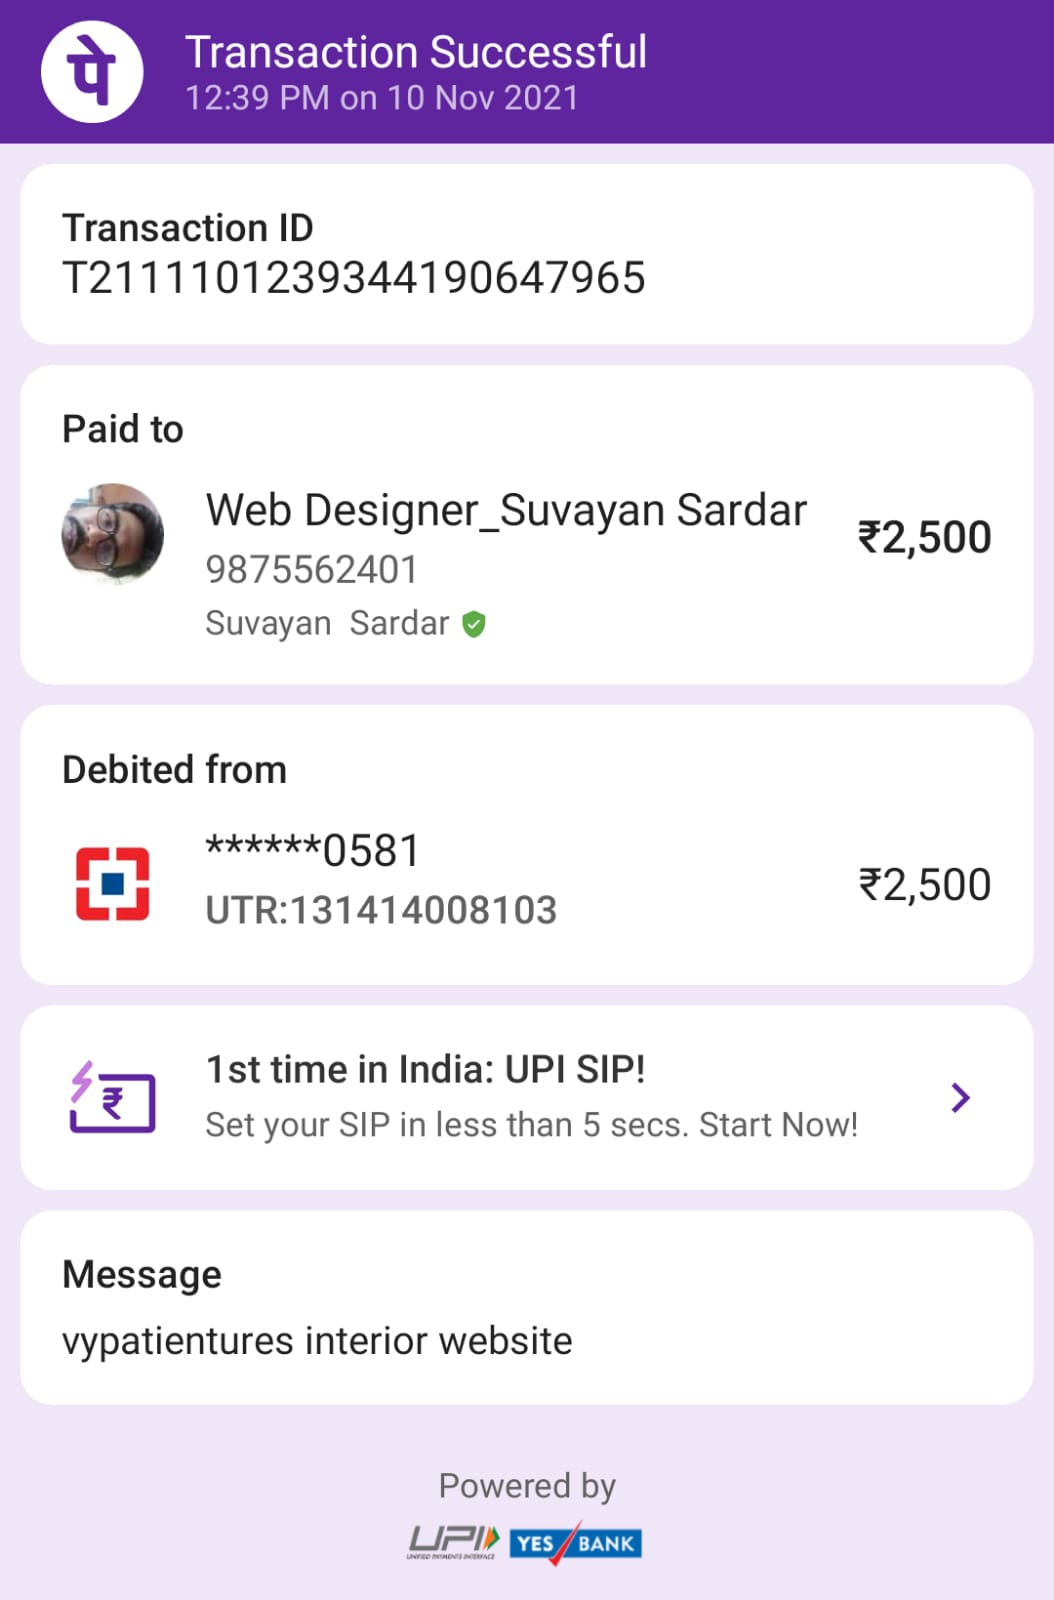 पे
Transaction Successful
12:39 PM on 10 Nov 2021
Transaction ID
T2111101239344190647965
Paid to
Web Designer_Suvayan Sardar
9875562401
Suvayan Sardar
₹2,500
Debited from
******0581
UTR:131414008103
₹2,500
₹
1st time in India: UPI SIP!
Set your SIP in less than 5 secs. Start Now!
Message
vypatientures interior website
Powered by
UPI
UNIFIED PAYMENTS INTERFACE
YES BANK